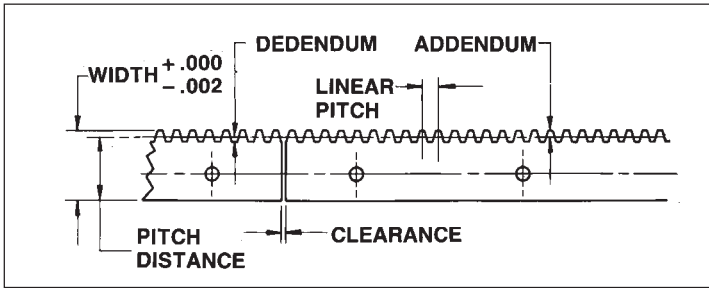 DEDENDUM
ADDENDUM
WIDTH + .000
- .002
LINEAR
PITCH
PITCH
DISTANCE
CLEARANCE